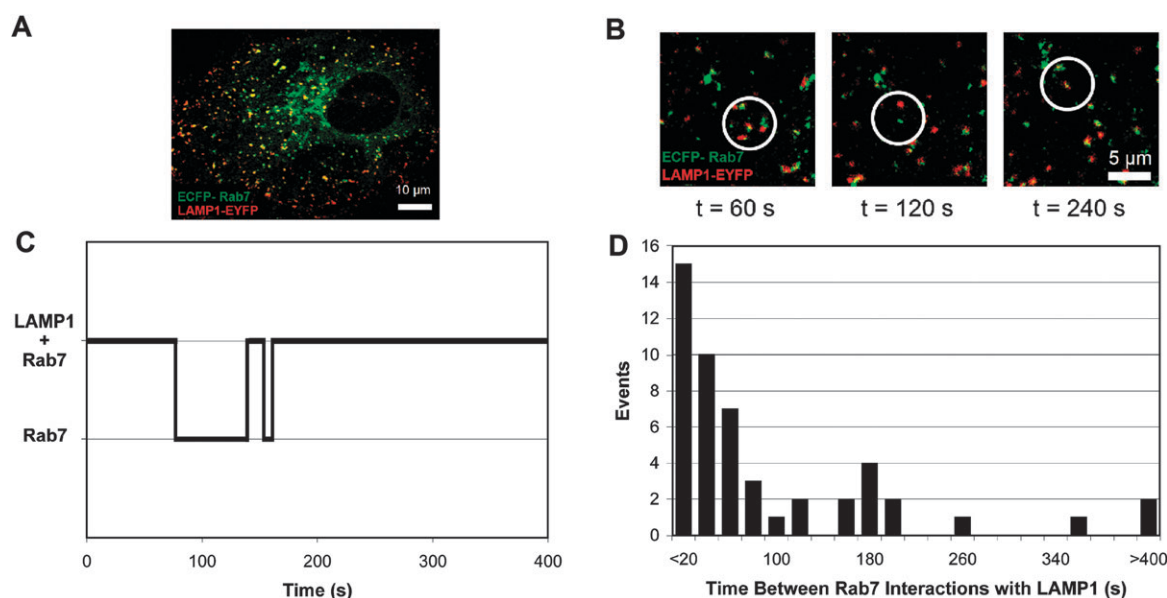 A
ECFP- Rab7
LAMP1-EYFP
10 µm
B
ECFP- Rab7
LAMP1-EYFP
5 µm
t = 60 s
t = 120 s
t = 240 s
C
LAMP1
+
Rab7
Rab7
0
100
200
300
400
Time (s)
D
16
14
12
10
8
6
4
2
0
Events
<20
100
180
260
340
>400
Time Between Rab7 Interactions with LAMP1 (s)